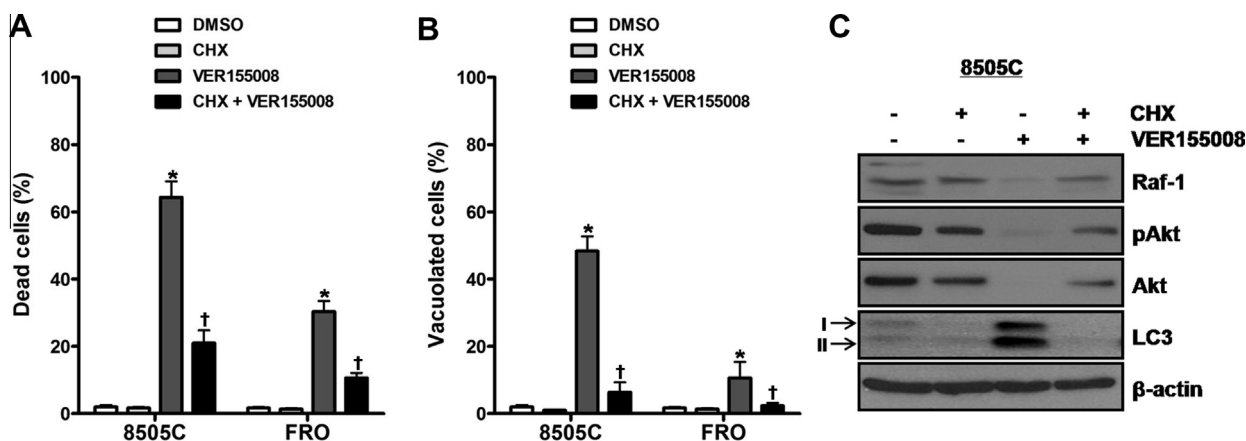 A
DMSO
CHX
VER155008
CHX + VER155008
Dead cells (%)
100
80
60
40
20
0
*
†
*
†
8505C
FRO
B
DMSO
CHX
VER155008
CHX + VER155008
Vacuolated cells (%)
100
80
60
40
20
0
*
†
*
†
8505C
FRO
C
8505C
- + - + CHX
- - + + VER155008
Raf-1
pAkt
Akt
I
II
LC3
β-actin